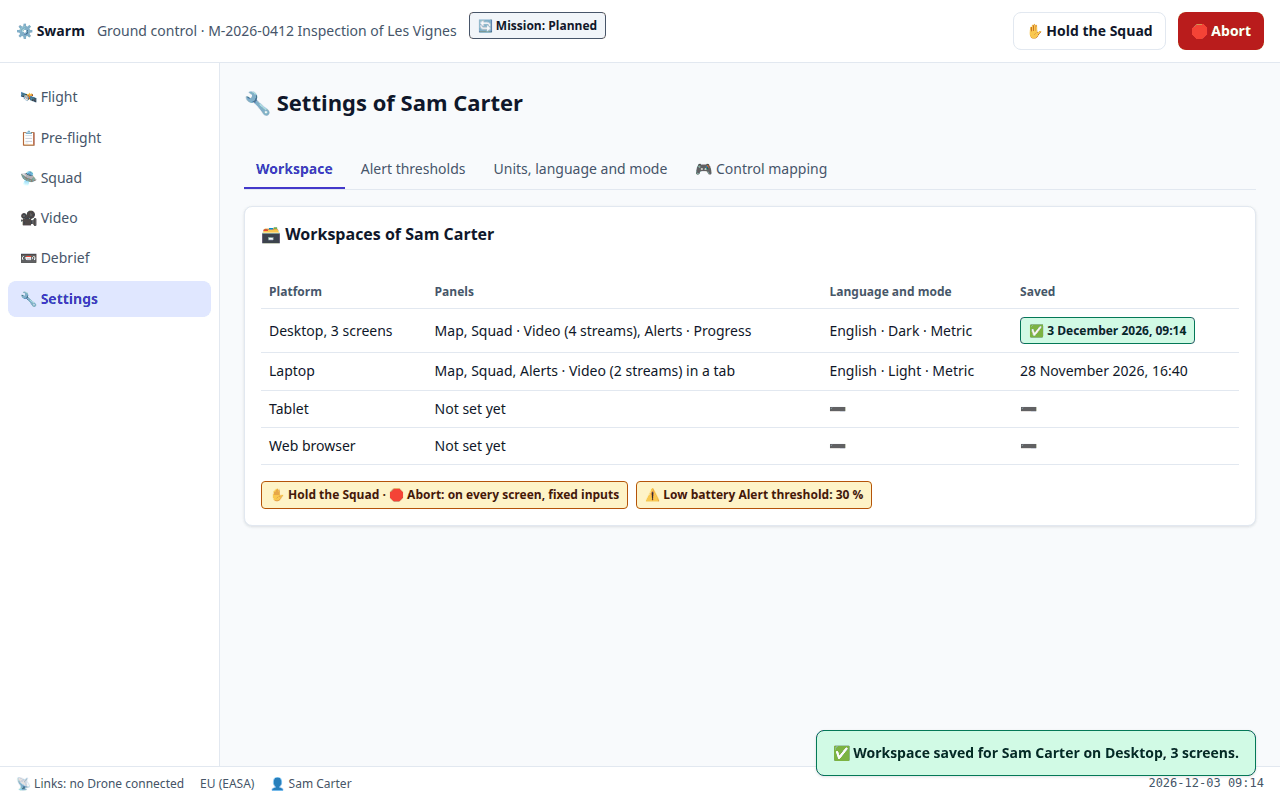 ⚙️ Swarm Ground control · M-2026-0412 Inspection of Les Vignes 🔄 Mission: Planned ✋ Hold the Squad 🛑 Abort
🛰️ Flight
📋 Pre-flight
🛸 Squad
🎥 Video
📼 Debrief
🔧 Settings
🔧 Settings of Sam Carter
Workspace Alert thresholds Units, language and mode 🎮 Control mapping
🗃️ Workspaces of Sam Carter
Platform Panels Language and mode Saved
Desktop, 3 screens Map, Squad · Video (4 streams), Alerts · Progress English · Dark · Metric ✅ 3 December 2026, 09:14
Laptop Map, Squad, Alerts · Video (2 streams) in a tab English · Light · Metric 28 November 2026, 16:40
Tablet Not set yet ➖ ➖
Web browser Not set yet ➖ ➖
✋ Hold the Squad · 🛑 Abort: on every screen, fixed inputs ⚠️ Low battery Alert threshold: 30 %
✅ Workspace saved for Sam Carter on Desktop, 3 screens.
📡 Links: no Drone connected EU (EASA) 👤 Sam Carter 2026-12-03 09:14